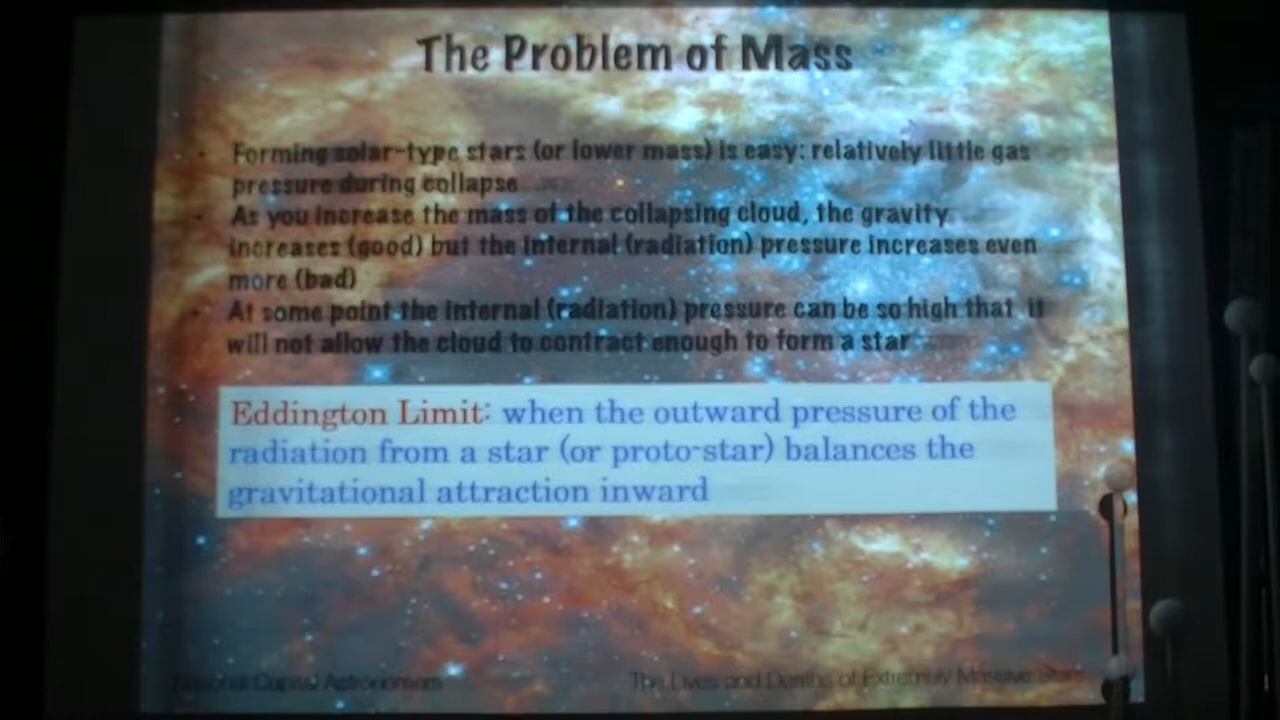 The Problem of Mass
• Forming solar-type stars (or lower mass) is easy: relatively little gas
pressure during collapse
• As you increase the mass of the collapsing cloud, the gravity
increases (good) but the internal (radiation) pressure increases even
more (bad)
• At some point the internal (radiation) pressure can be so high that it
will not allow the cloud to contract enough to form a star
Eddington Limit: when the outward pressure of the
radiation from a star (or proto-star) balances the
gravitational attraction inward
National Capital Astronomers
The Lives and Deaths of Extremely Massive Stars